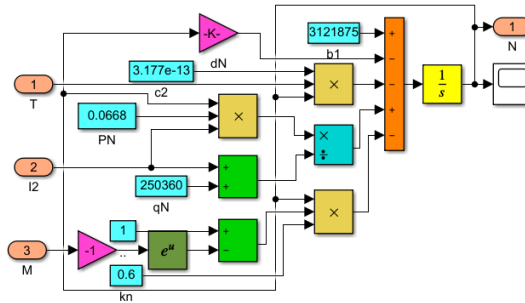 1
N
-K-
3121875
+
−
−
+
−
b1
dN
3.177e-13
×
1
T
c2
0.0668
PN
×
×
÷
1
s
2
I2
250360
qN
+
+
1
+
−
×
3
M
-1
..
e^u
0.6
kn